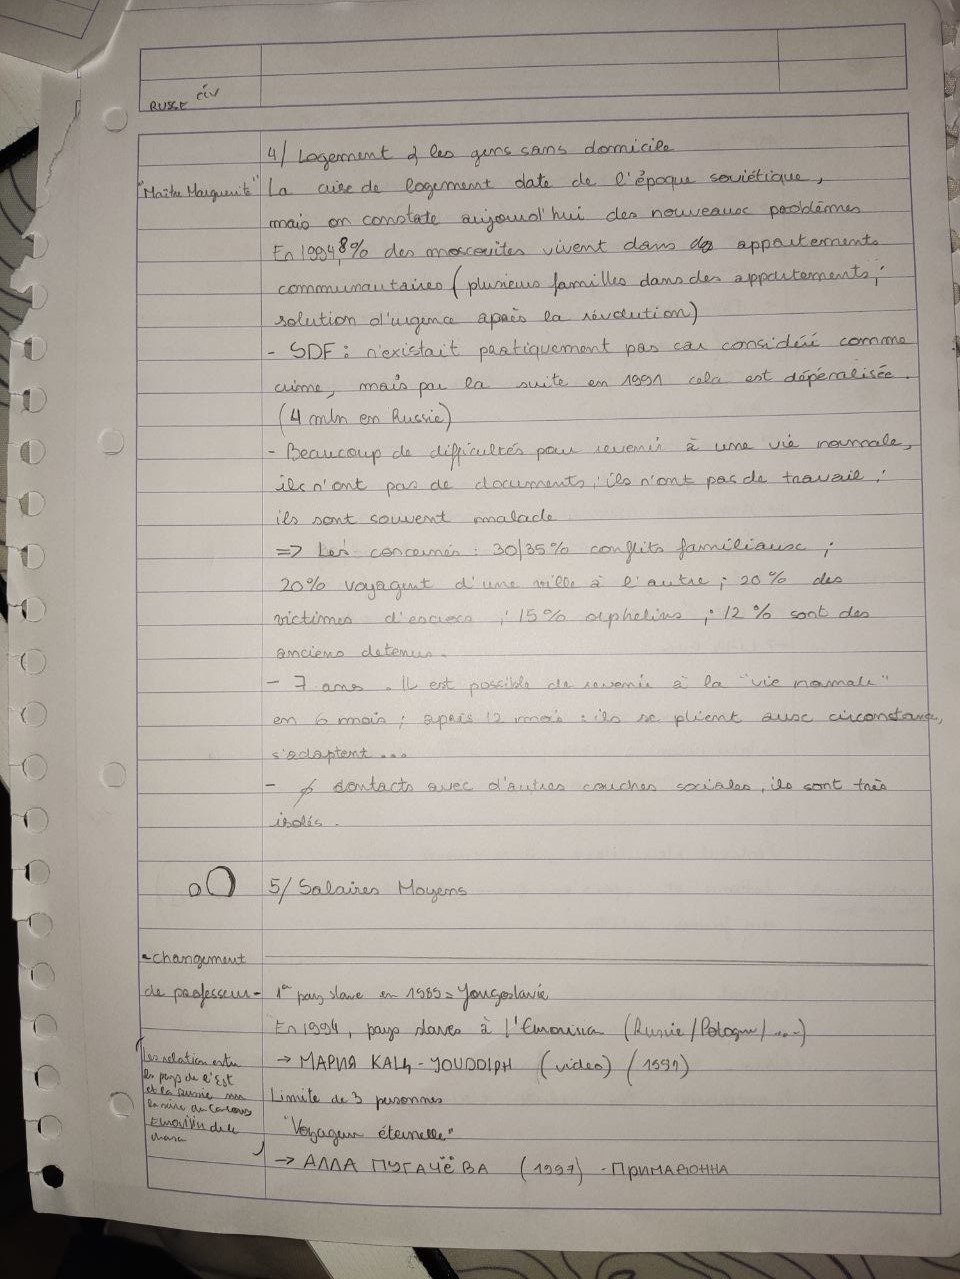 RUSSE civ
4/ Logement & les gens sans domicile
"Maître Marguerite" La crise de logement date de l'époque soviétique,
mais on constate aujourd'hui des nouveaux problèmes
En 1994, 8% des moscovites vivent dans des appartements
communautaires (plusieurs familles dans des appartements ;
solution d'urgence après la révolution)
- SDF : n'existait pratiquement pas car considéré comme
crime, mais par la suite en 1991 cela est dépénalisée.
(4 mln en Russie)
- Beaucoup de difficultés pour revenir à une vie normale,
ils n'ont pas de documents, ils n'ont pas de travail ;
ils sont souvent malade
=> Les concernés : 30/35% conflits familiaux ;
20% voyagent d'une ville à l'autre ; 20% des
victimes d'escrocs ; 15% orphelins ; 12% sont des
anciens detenus.
- 7 ans. Il est possible de revenir à la "vie normale"
en 6 mois ; après 12 mois : ils se plient aux circonstance,
s'adaptent ...
- ∅ contacts avec d'autres couches sociales, ils sont très
isolés.
5/ Salaires Moyens
- changement
de professeur - 1er pays slave en 1989 = Yougoslavie
En 1994, pays slaves à l'Eurovision (Russie/Pologne/...)
→ МАРИЯ КАЦ - YOUDDIPH (video) (1994)
Limite de 3 personnes
"Voyageur éternelle"
→ АЛЛА ПУГАЧЁВА (1997) - Примадонна
Les relation entre
les pays de l'Est
et la Russie sur
la scène du Concours
Eurovision de la